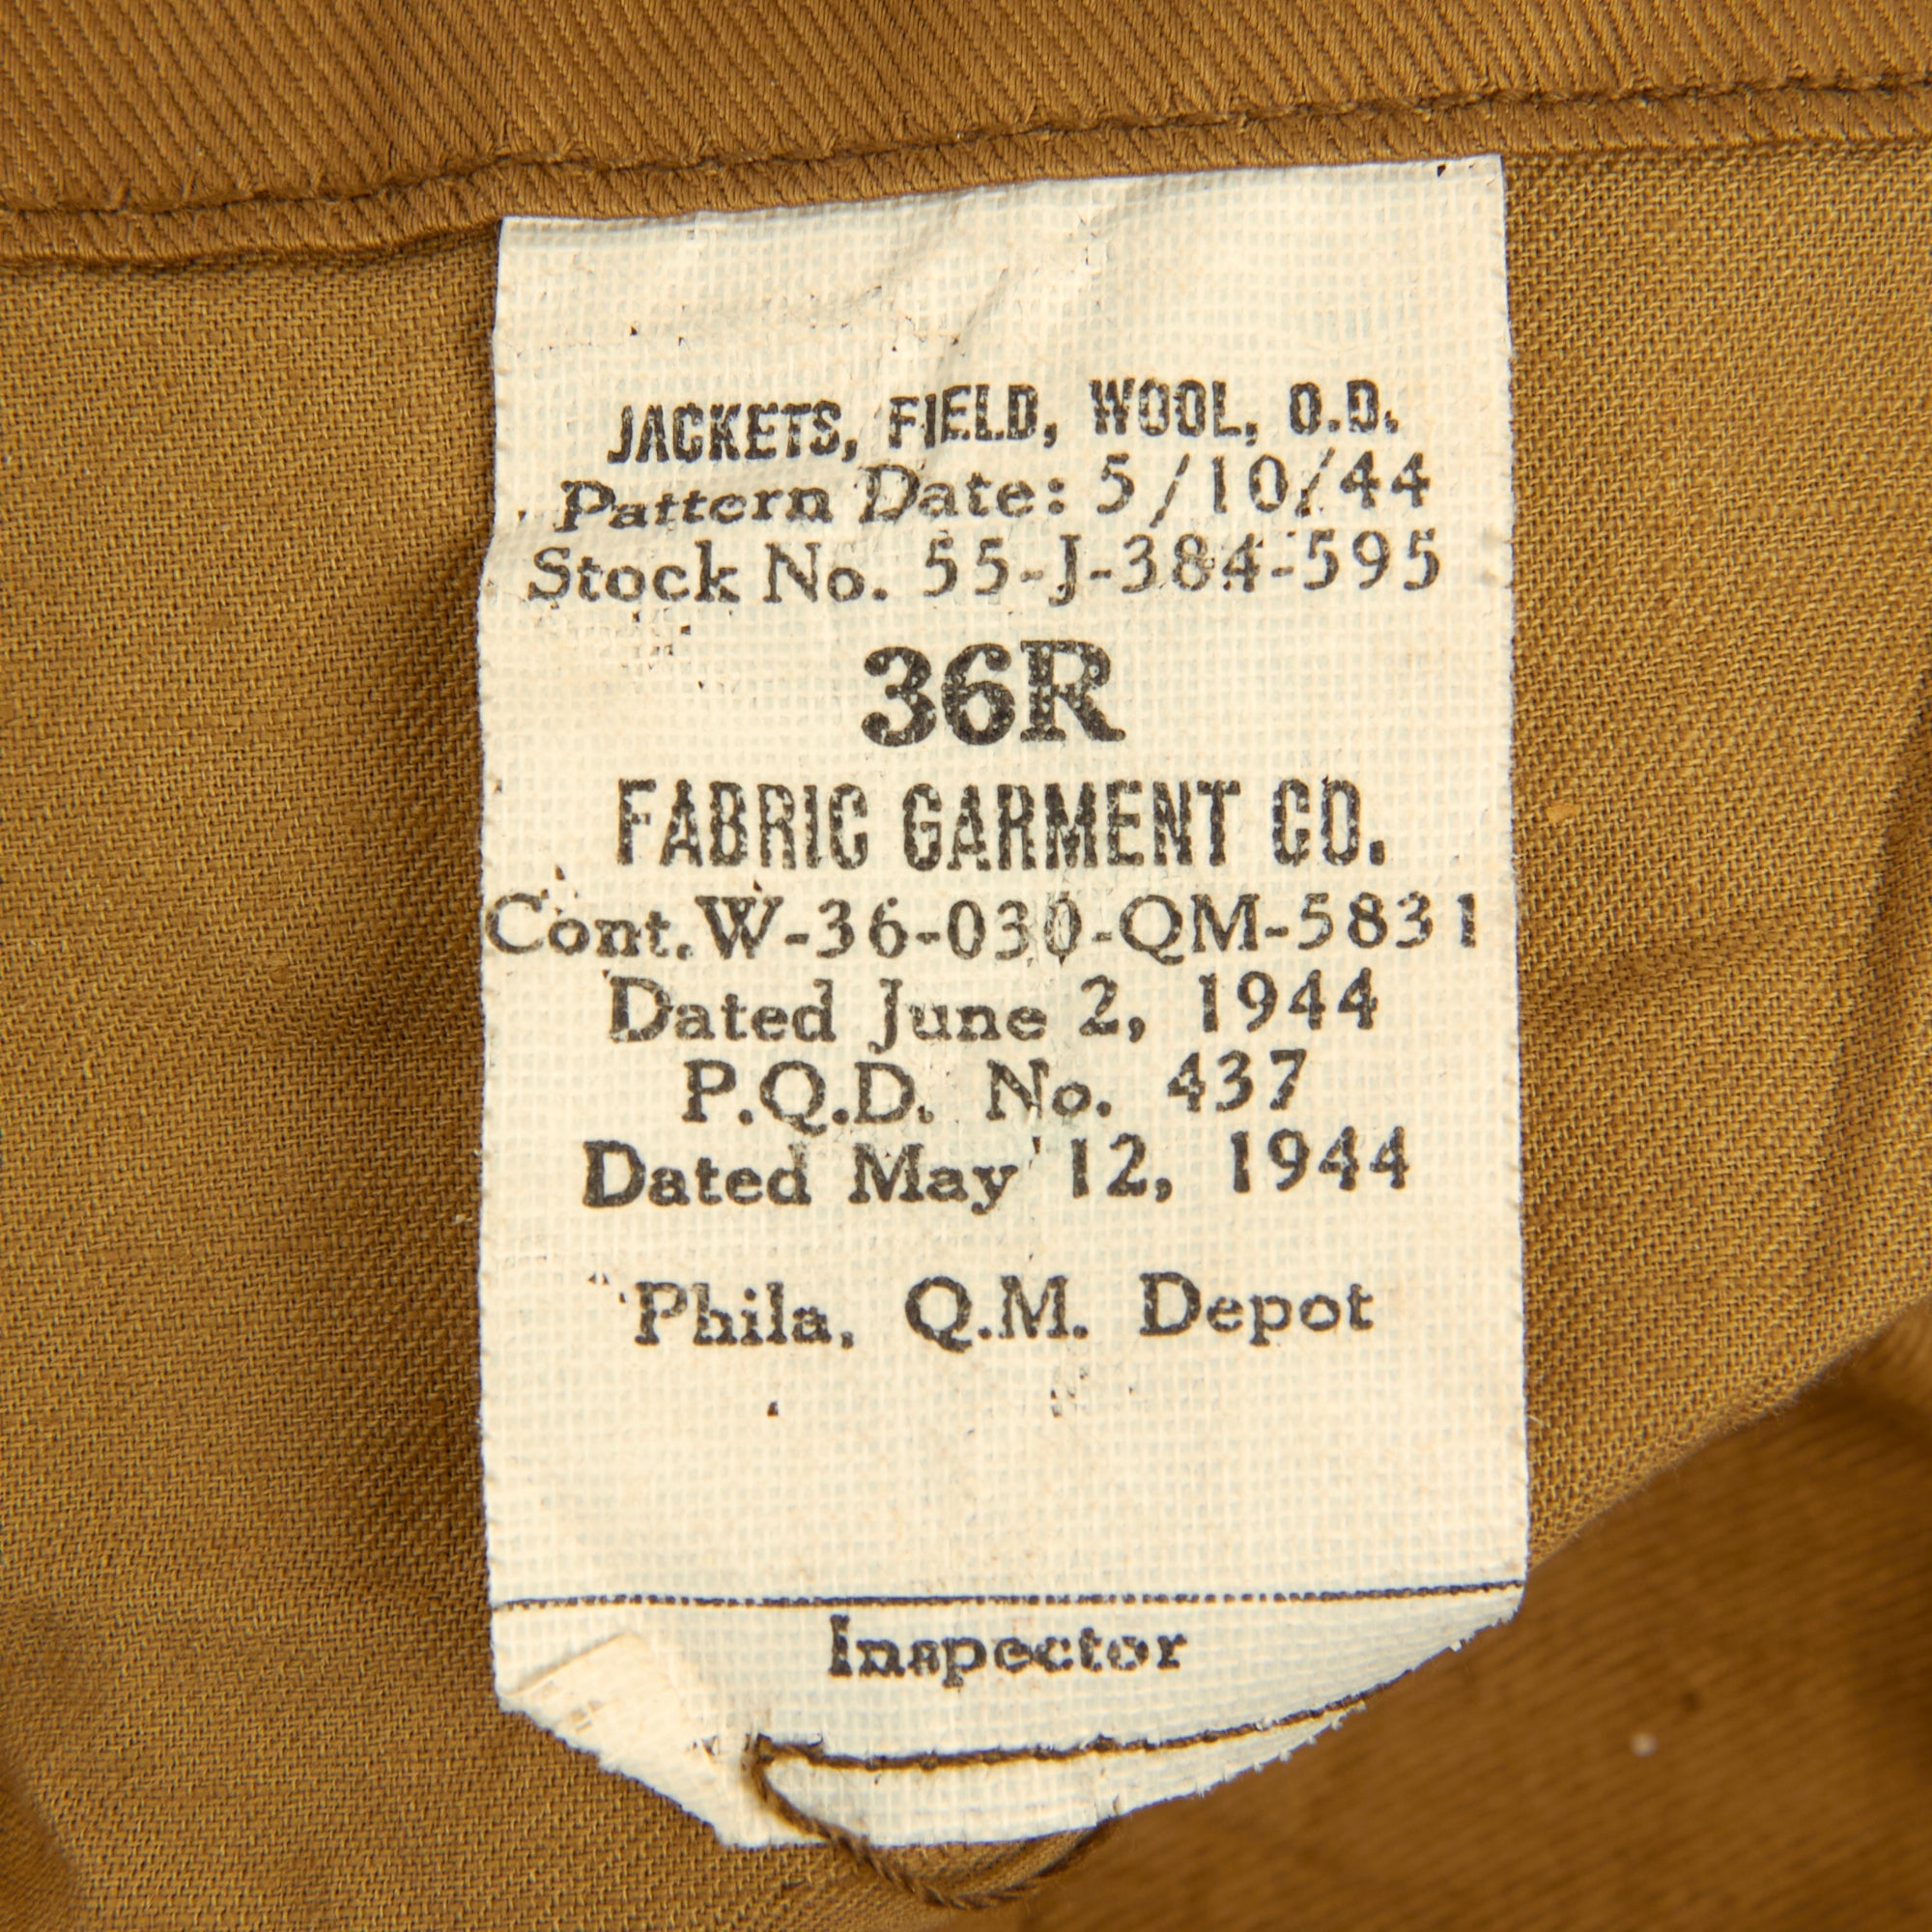 JACKETS, FIELD, WOOL, O.D.
Pattern Date: 5/10/44
Stock No. 55-J-384-595
36R
FABRIC GARMENT CO.
Cont. W-36-030-QM-5831
Dated June 2, 1944
P.Q.D. No. 437
Dated May 12, 1944
Phila. Q.M. Depot
Inspector